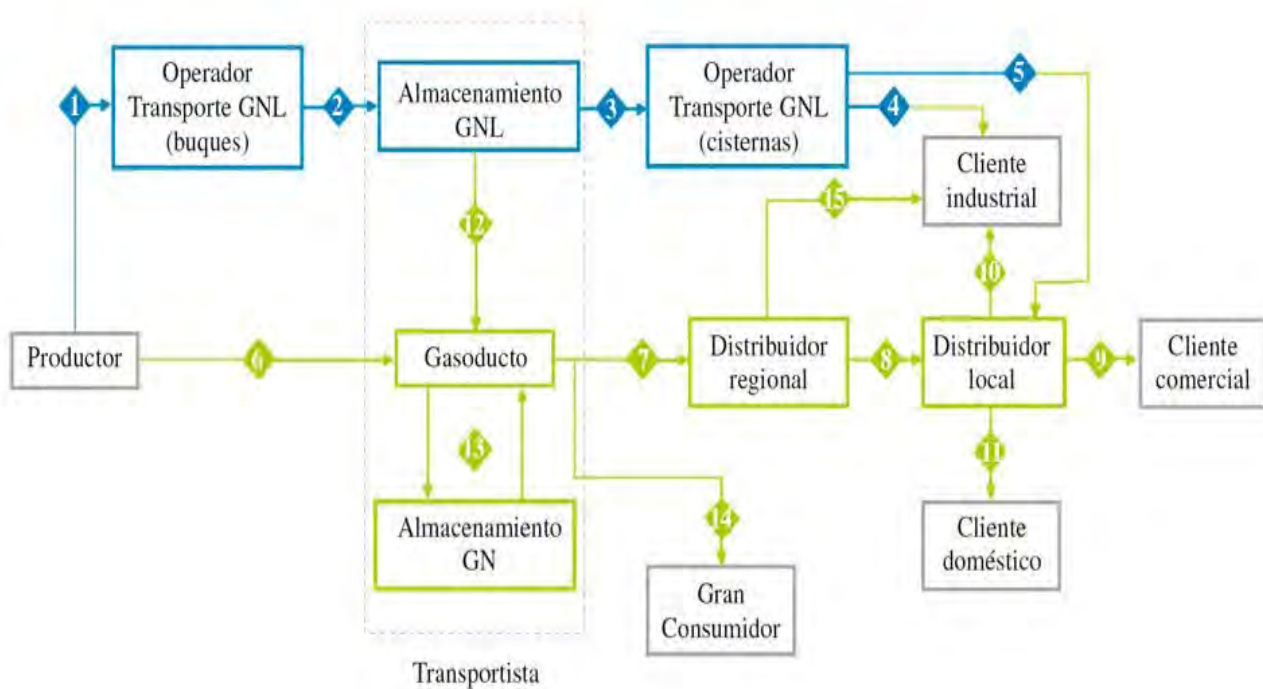 Operador
Transporte GNL
(buques)
Almacenamiento
GNL
Operador
Transporte GNL
(cisternas)
1
2
3
4
5
Cliente
industrial
15
12
10
Productor
6
Gasoducto
7
Distribuidor
regional
8
Distribuidor
local
9
Cliente
comercial
13
11
Almacenamiento
GN
14
Gran
Consumidor
Cliente
doméstico
Transportista